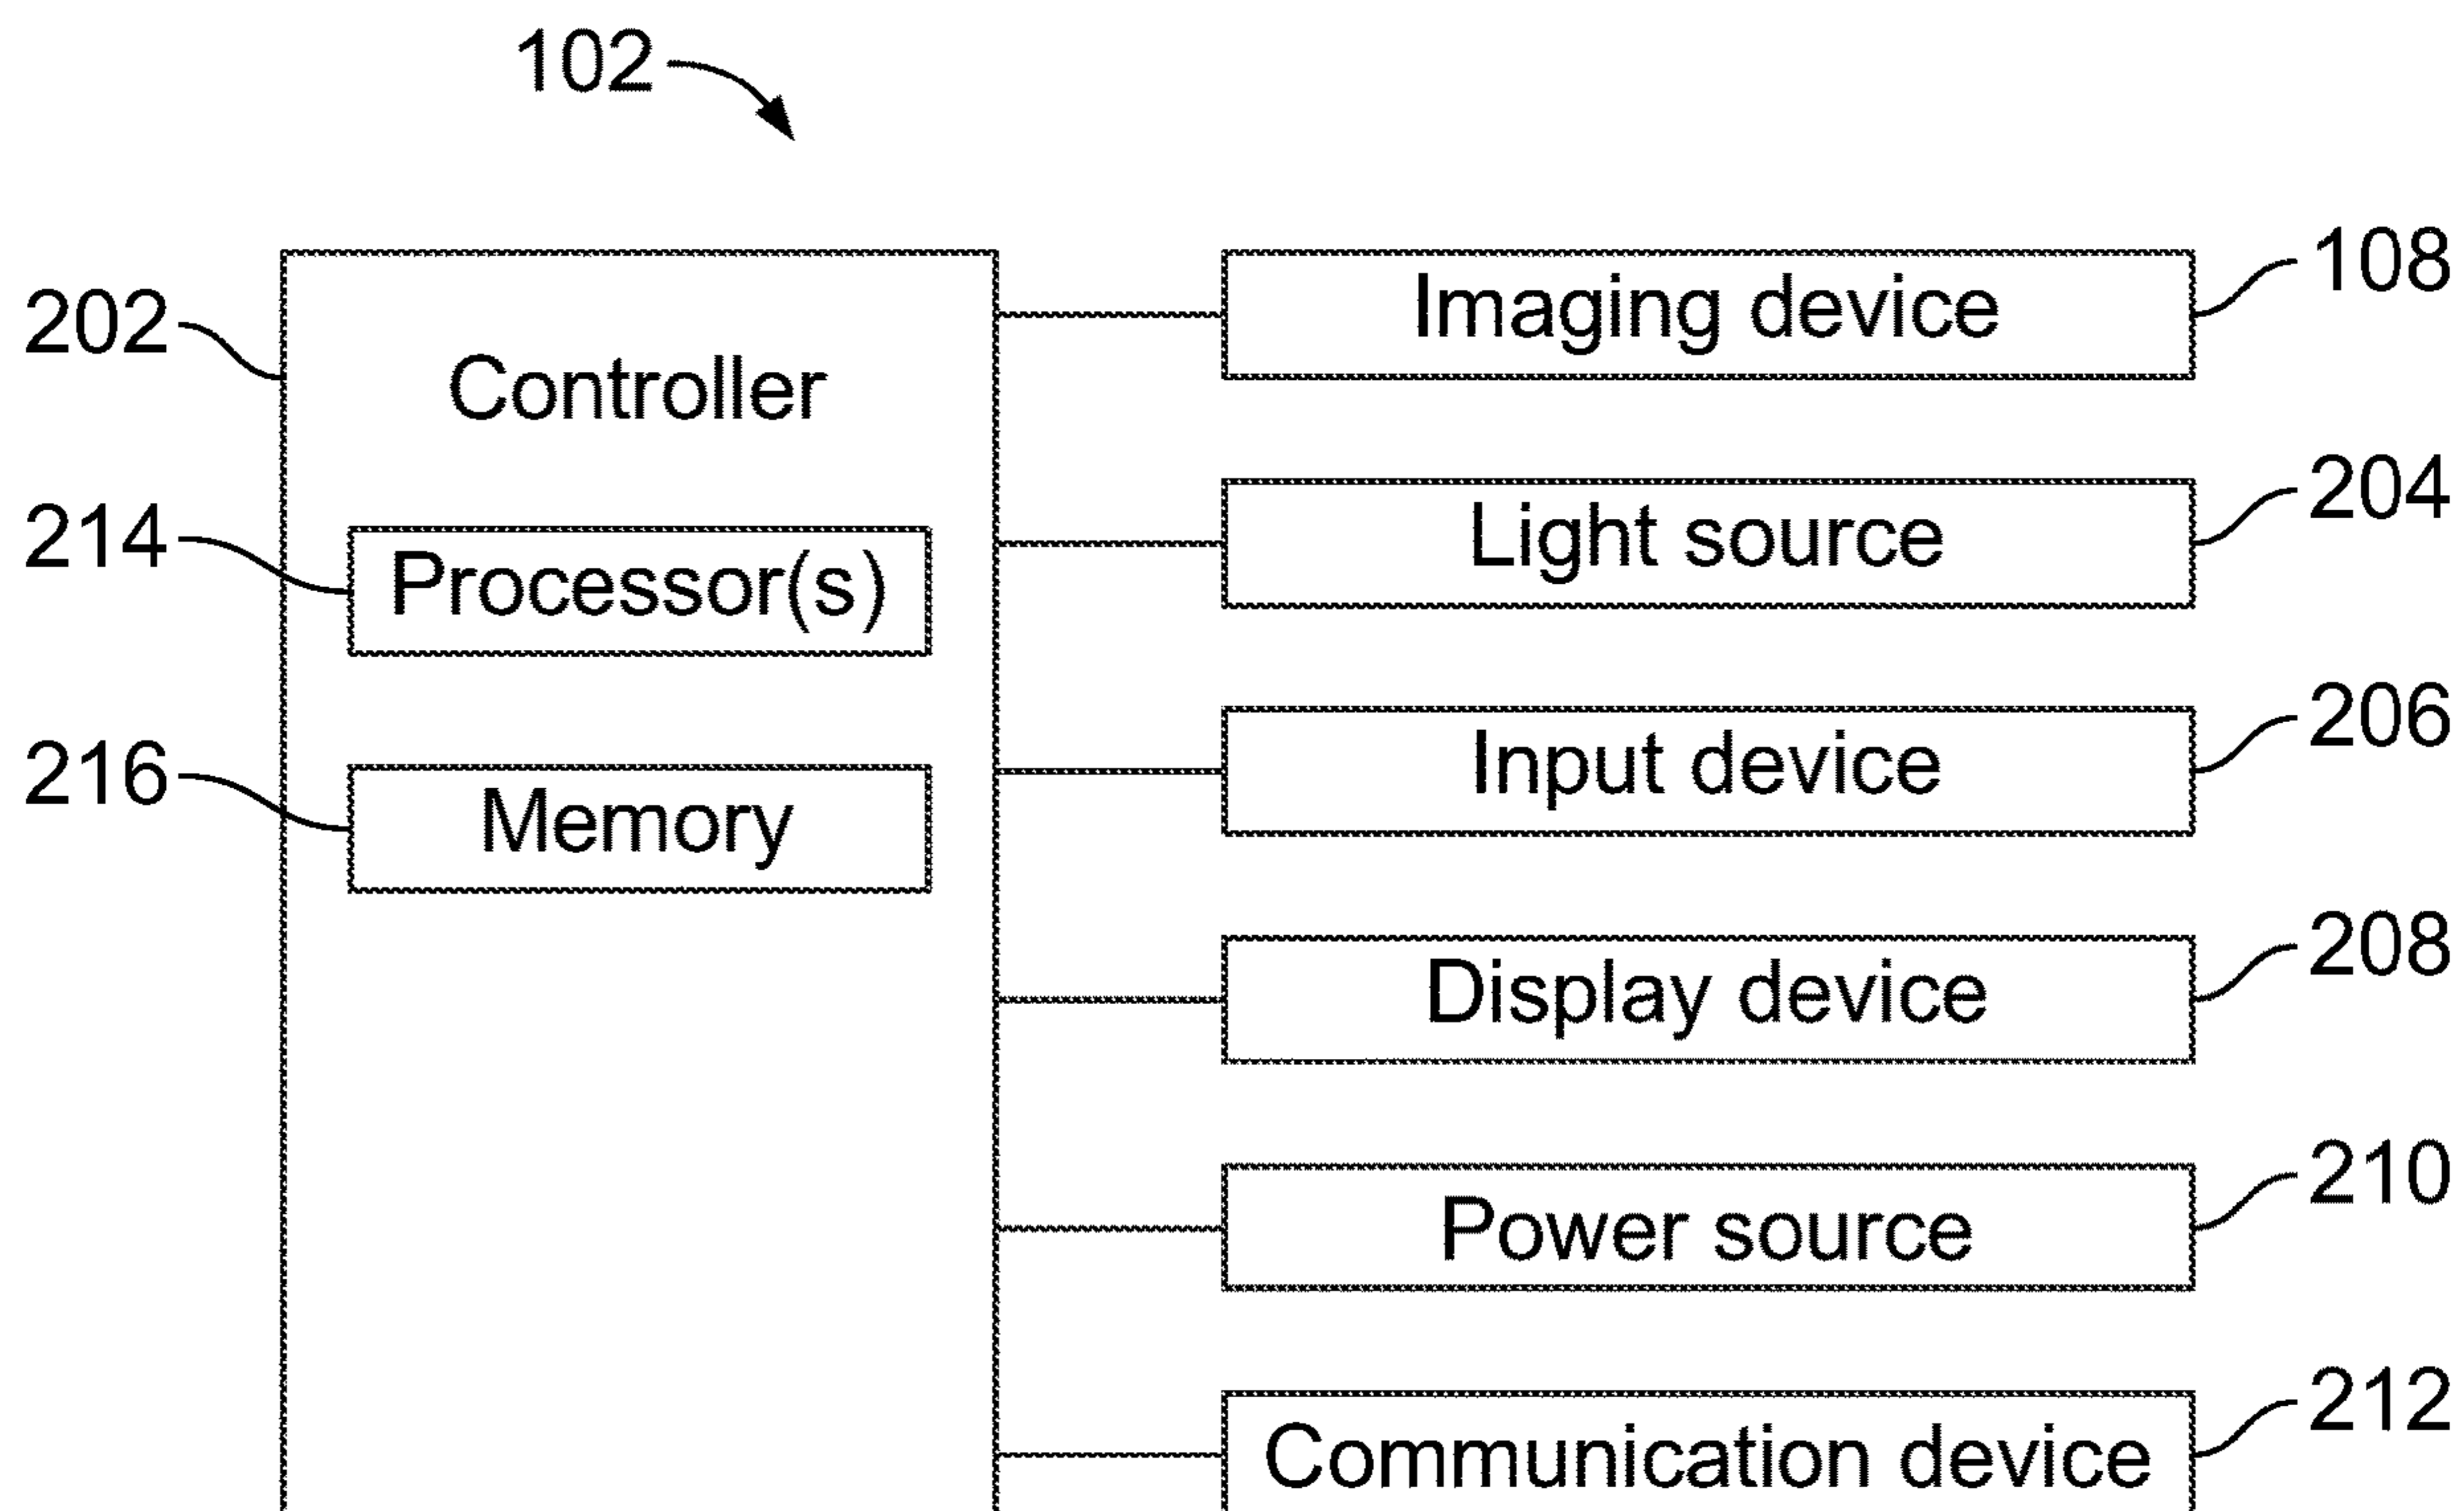 102
108
Imaging device
202
Controller
204
Light source
214
Processor(s)
206
Input device
216
Memory
208
Display device
210
Power source
212
Communication device